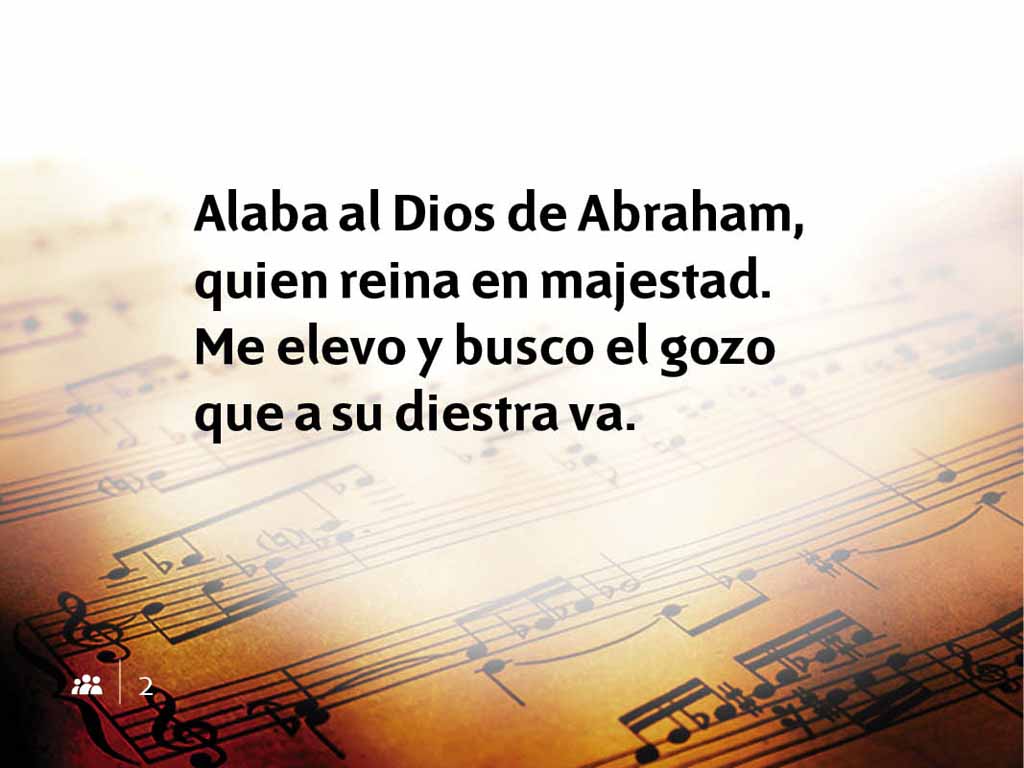 Alaba al Dios de Abraham,
quien reina en majestad.
Me elevo y busco el gozo
que a su diestra va.
2